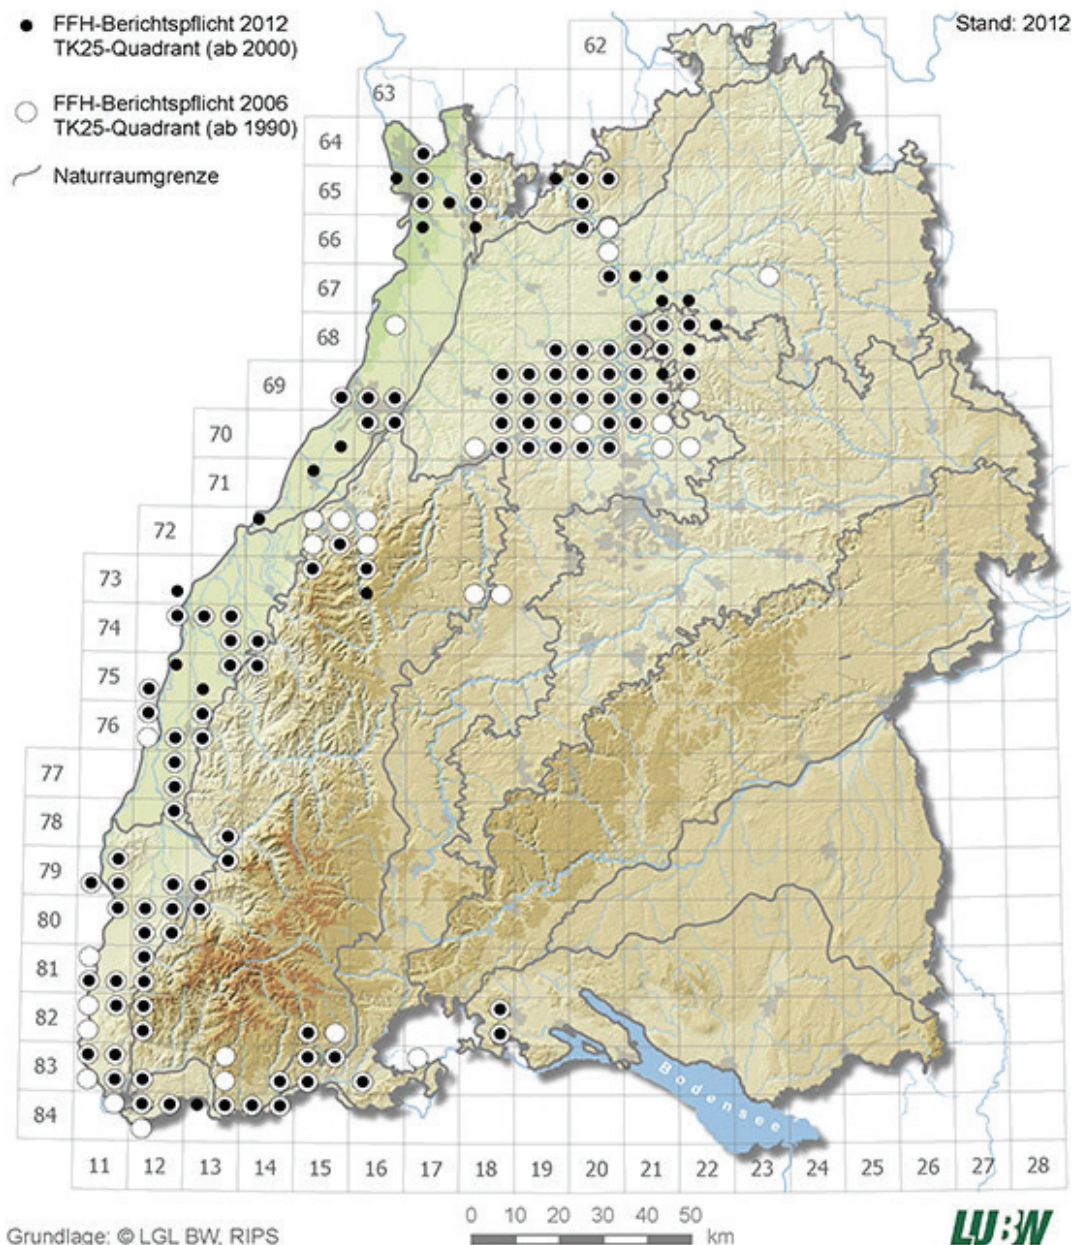 FFH-Berichtspflicht 2012
TK25-Quadrant (ab 2000)
FFH-Berichtspflicht 2006
TK25-Quadrant (ab 1990)
Naturraumgrenze
Stand: 2012
62
63
64
65
66
67
68
69
70
71
72
73
74
75
76
77
78
79
80
81
82
83
84
Bodensee
11 12 13 14 15 16 17 18 19 20 21 22 23 24 25 26 27 28
0 10 20 30 40 50
km
Grundlage: © LGL BW, RIPS
LUBW